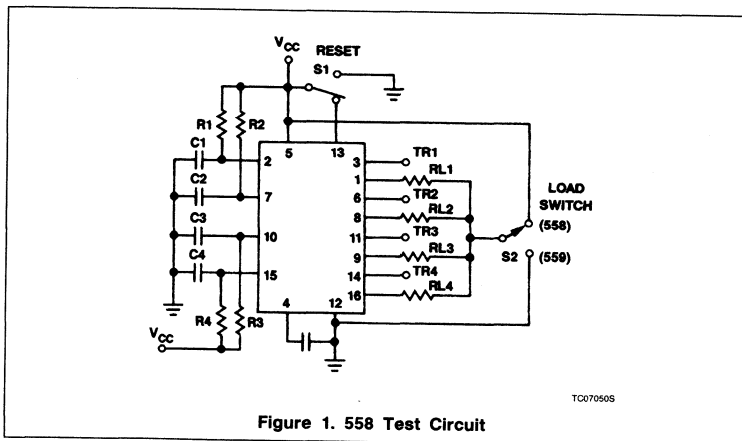 VCC
RESET
S1
R1
R2
C1
C2
C3
C4
5
13
2
7
10
15
3
1
6
8
11
9
14
16
4
12
TR1
RL1
TR2
RL2
TR3
RL3
TR4
RL4
LOAD
SWITCH
(558)
S2
(559)
R4
R3
VCC
TC07050S
Figure 1. 558 Test Circuit